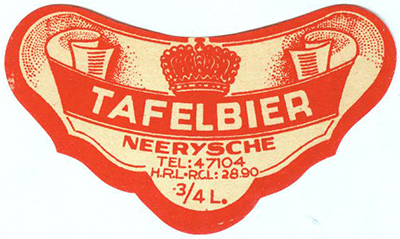 TAFELBIER
NEERYSCHE
TEL: 47104
H.R.L.-R.C.L: 28.90
3/4 L.